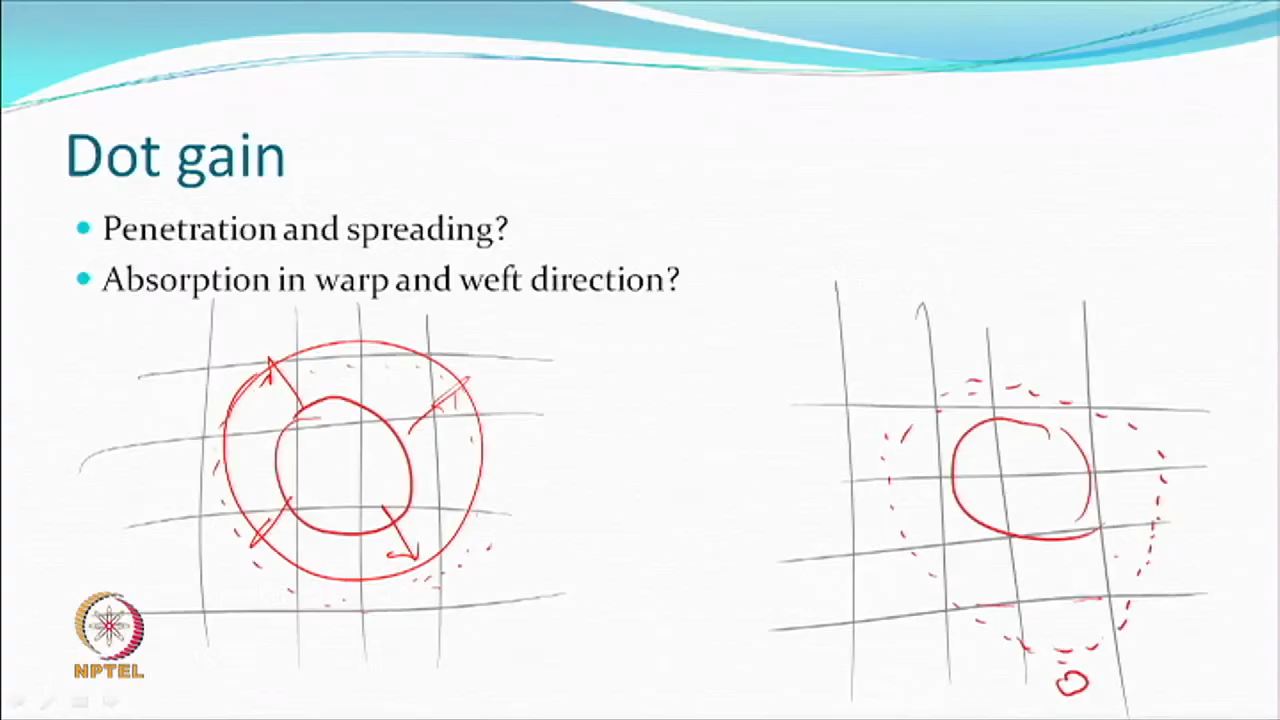 Dot gain
Penetration and spreading?
Absorption in warp and weft direction?
NPTEL